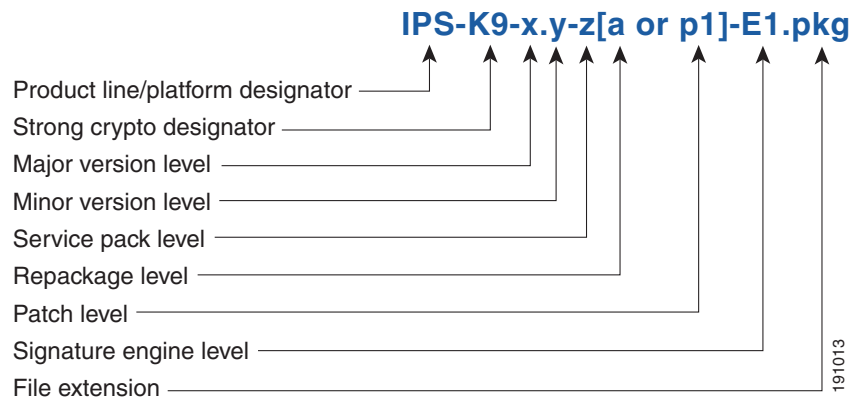 IPS-K9-x.y-z[a or p1]-E1.pkg
Product line/platform designator
Strong crypto designator
Major version level
Minor version level
Service pack level
Repackage level
Patch level
Signature engine level
File extension
191013